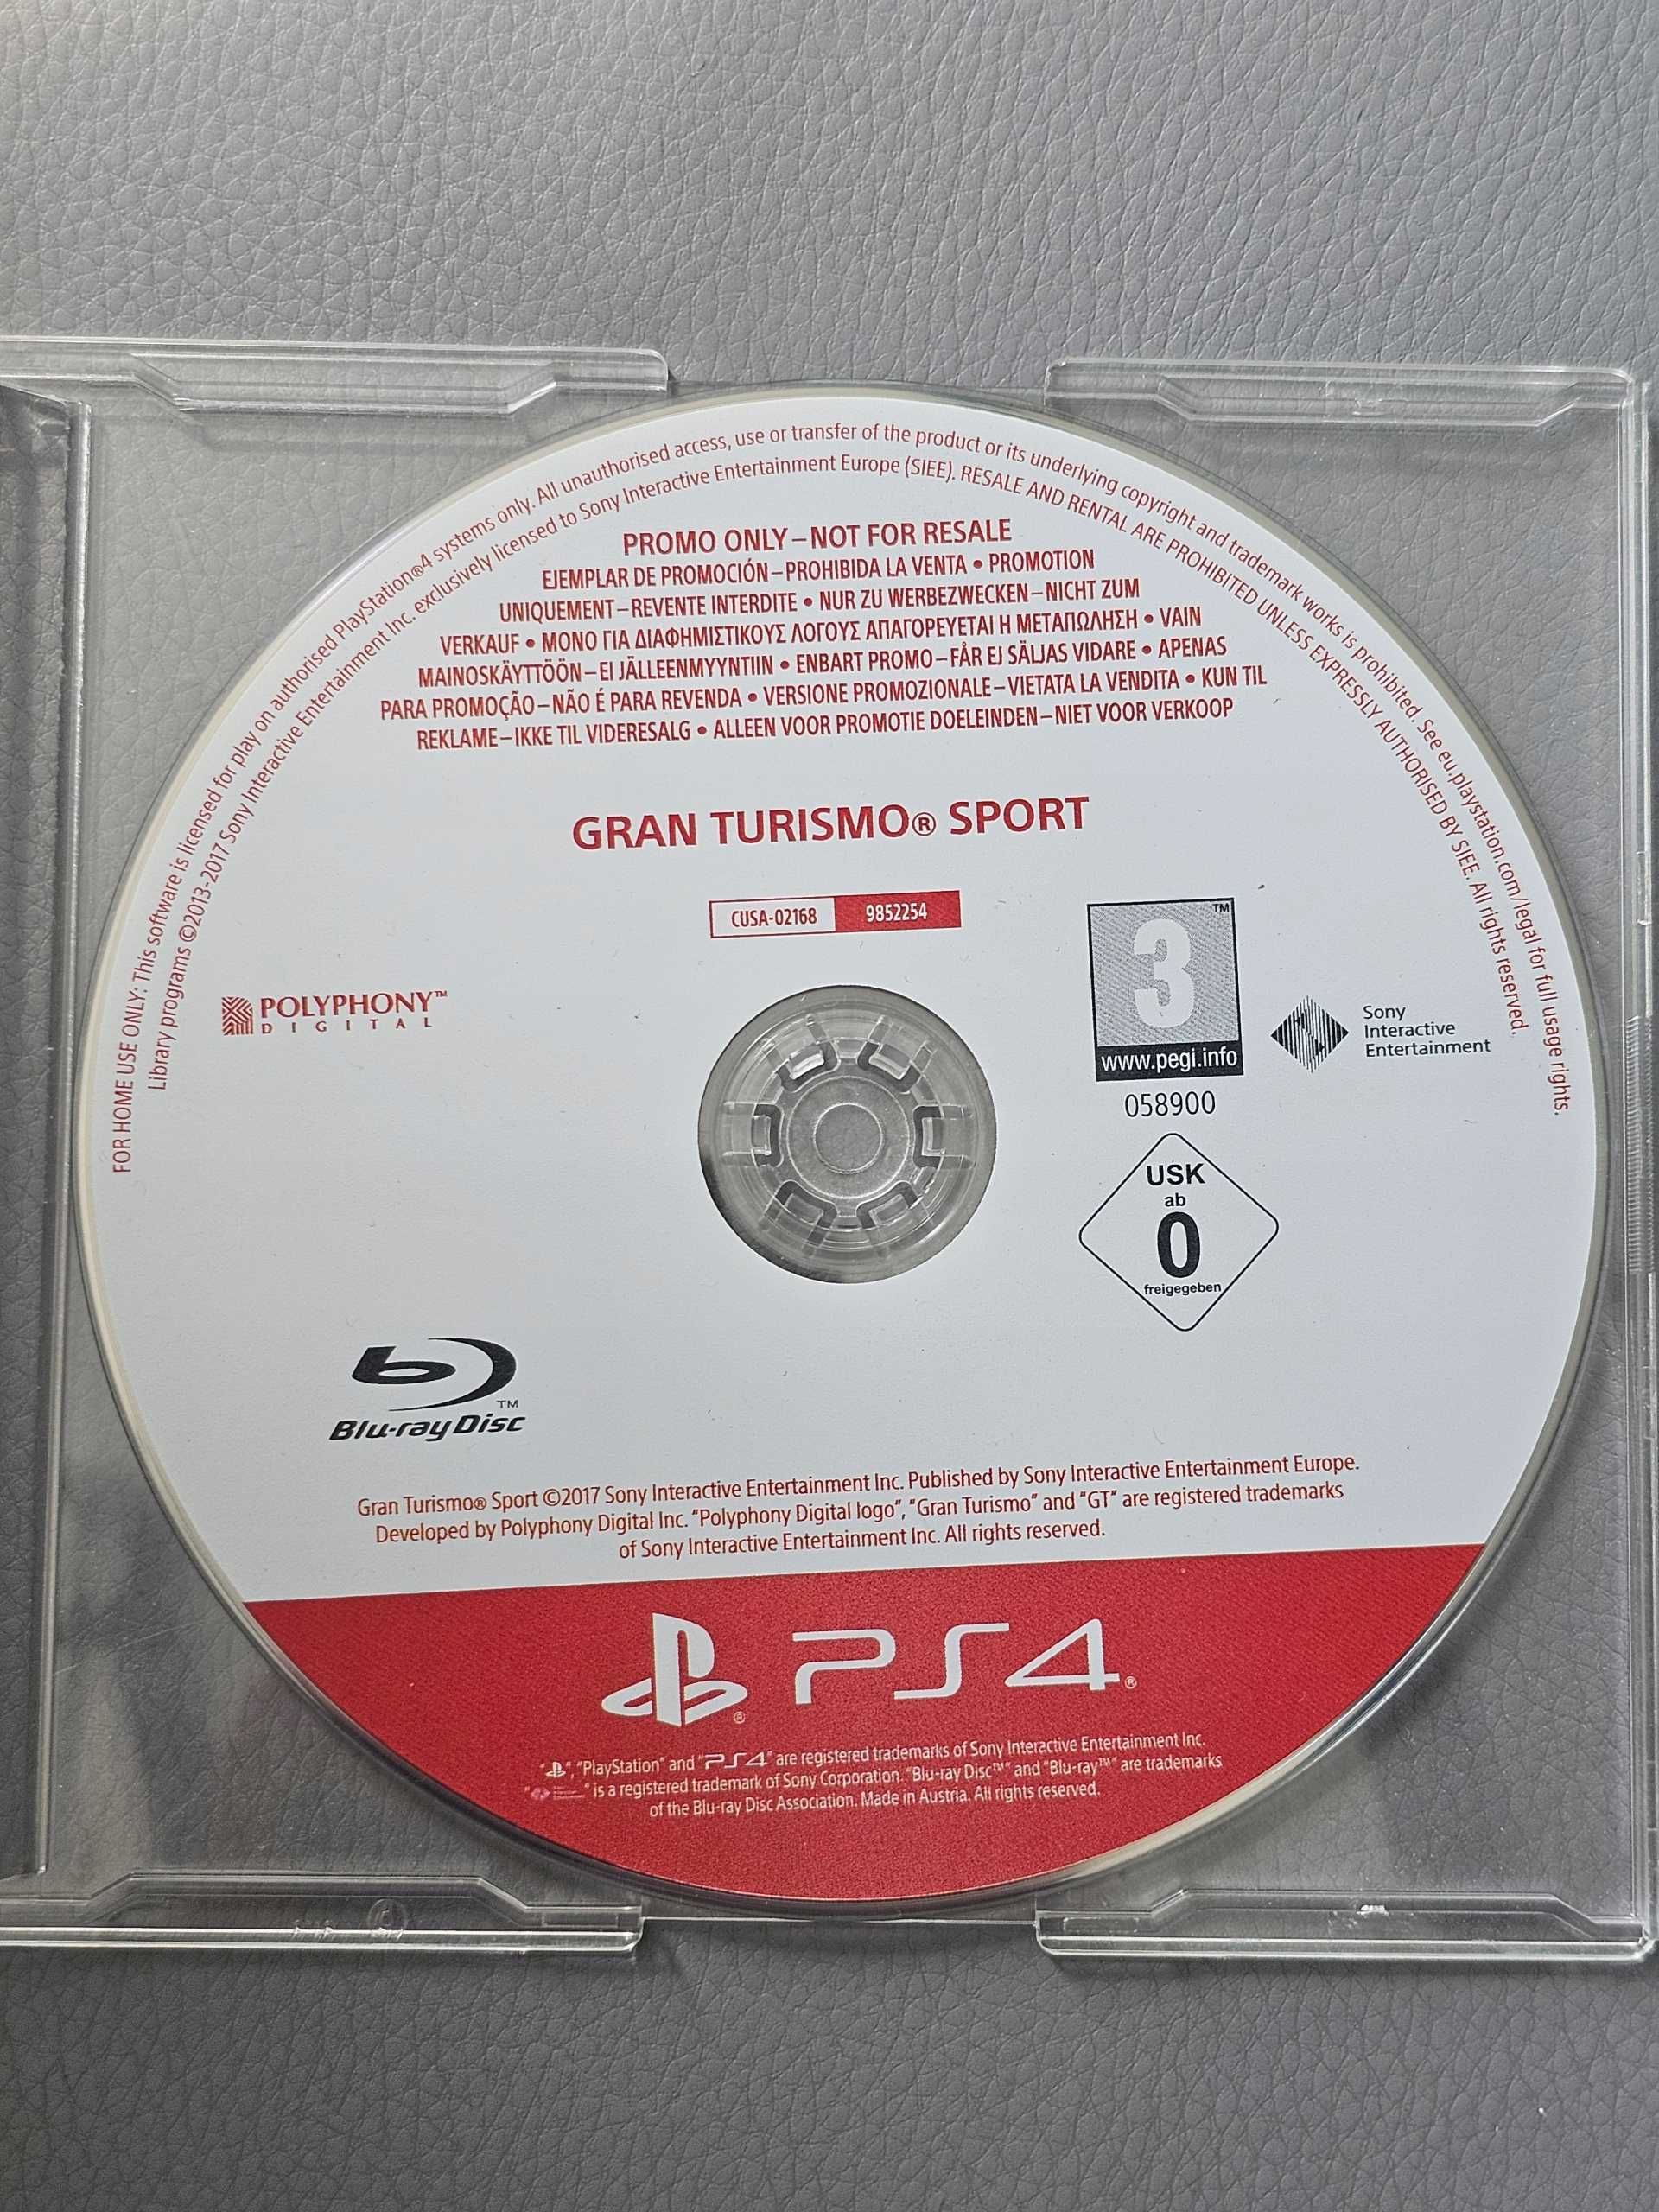 FOR HOME USE ONLY: This software is licensed for play on authorised PlayStation®4 systems only. All unauthorised access, use or transfer of the product or its underlying copyright and trademark works is prohibited. See eu.playstation.com/legal for full usage rights.
Library programs ©2013-2017 Sony Interactive Entertainment Inc. exclusively licensed to Sony Interactive Entertainment Europe (SIEE). RESALE AND RENTAL ARE PROHIBITED UNLESS EXPRESSLY AUTHORISED BY SIEE. All rights reserved.
PROMO ONLY–NOT FOR RESALE
EJEMPLAR DE PROMOCIÓN–PROHIBIDA LA VENTA • PROMOTION
UNIQUEMENT–REVENTE INTERDITE • NUR ZU WERBEZWECKEN–NICHT ZUM
VERKAUF • ΜΟΝΟ ΓΙΑ ΔΙΑΦΗΜΙΣΤΙΚΟΥΣ ΛΟΓΟΥΣ ΑΠΑΓΟΡΕΥΕΤΑΙ Η ΜΕΤΑΠΩΛΗΣΗ • VAIN
MAINOSKÄYTTÖÖN–EI JÄLLEENMYYNTIIN • ENBART PROMO–FÅR EJ SÄLJAS VIDARE • APENAS
PARA PROMOÇÃO–NÃO É PARA REVENDA • VERSIONE PROMOZIONALE–VIETATA LA VENDITA • KUN TIL
REKLAME–IKKE TIL VIDERESALG • ALLEEN VOOR PROMOTIE DOELEINDEN–NIET VOOR VERKOOP
GRAN TURISMO® SPORT
CUSA-02168 9852254
POLYPHONY™
DIGITAL
3™
www.pegi.info
058900
Sony
Interactive
Entertainment
USK
ab
0
freigegeben
TM
Blu-ray Disc
Gran Turismo® Sport ©2017 Sony Interactive Entertainment Inc. Published by Sony Interactive Entertainment Europe.
Developed by Polyphony Digital Inc. “Polyphony Digital logo”, “Gran Turismo” and “GT” are registered trademarks
of Sony Interactive Entertainment Inc. All rights reserved.
® PS4®
“ ”, “PlayStation” and “PS4” are registered trademarks of Sony Interactive Entertainment Inc.
“ ” is a registered trademark of Sony Corporation. “Blu-ray Disc™” and “Blu-ray™” are trademarks
of the Blu-ray Disc Association. Made in Austria. All rights reserved.